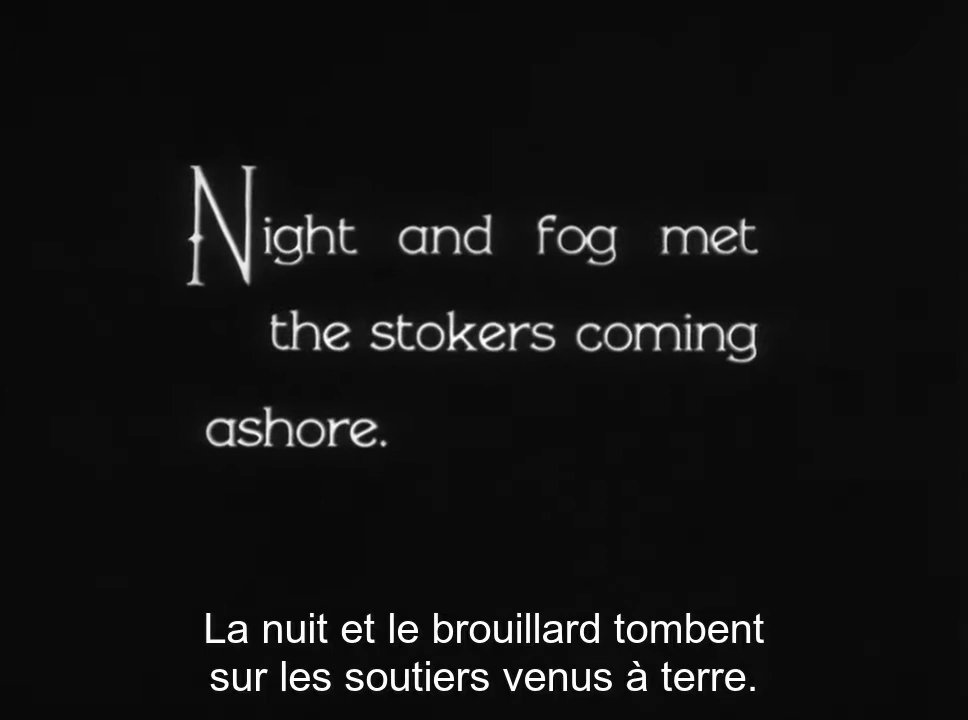 Night and fog met
the stokers coming
ashore.
La nuit et le brouillard tombent
sur les soutiers venus à terre.